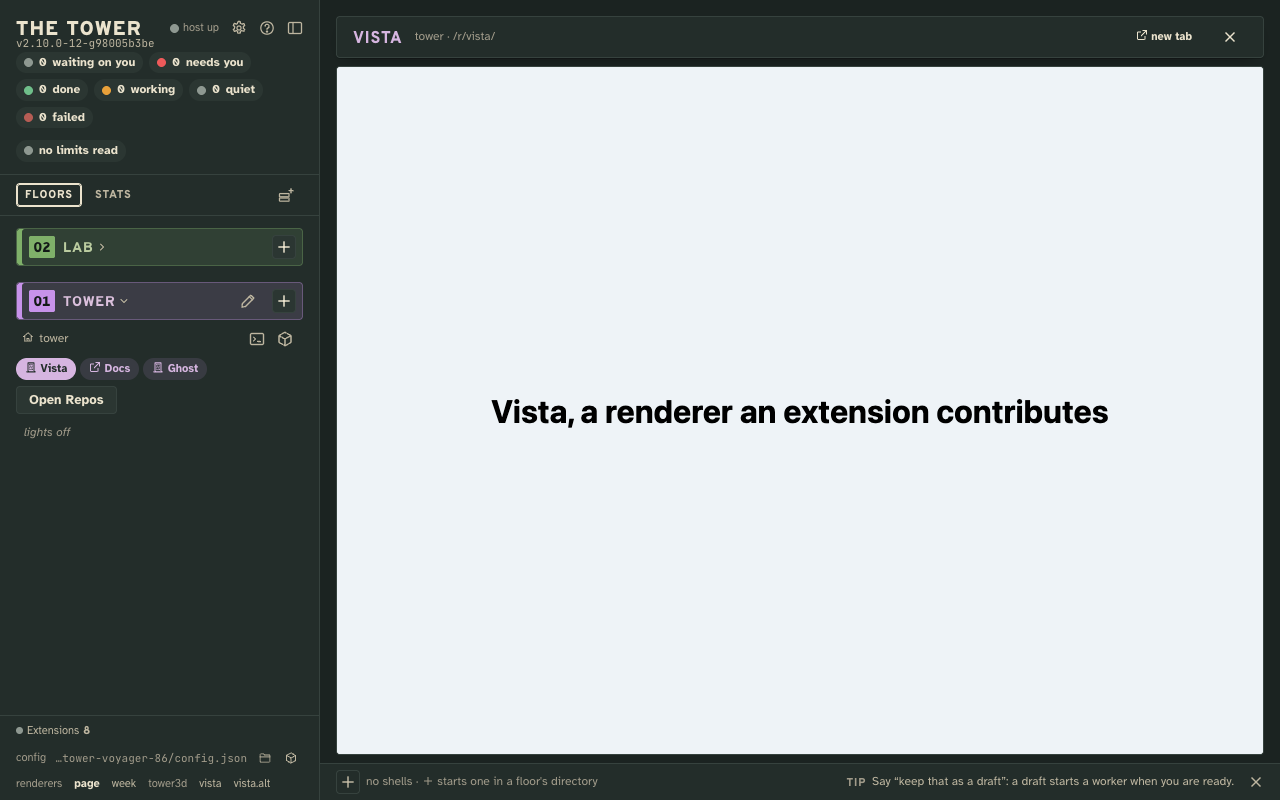 THE TOWER
host up
v2.10.0-12-g98005b3be
0 waiting on you
0 needs you
0 done
0 working
0 quiet
0 failed
no limits read
FLOORS
STATS
02 LAB
01 TOWER
tower
Vista
Docs
Ghost
Open Repos
lights off
Extensions 8
config …tower-voyager-86/config.json
renderers page week tower3d vista vista.alt
VISTA tower · /r/vista/
new tab
Vista, a renderer an extension contributes
no shells · + starts one in a floor's directory
TIP Say “keep that as a draft”: a draft starts a worker when you are ready.